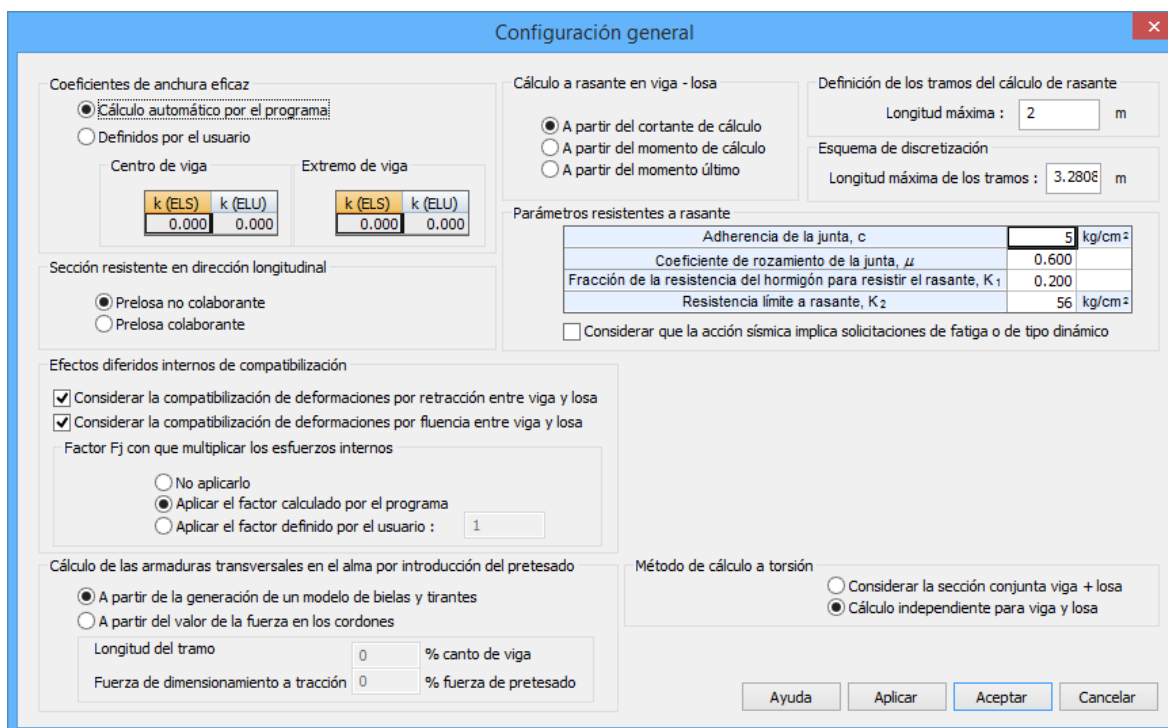 Configuración general
Coeficientes de anchura eficaz
Cálculo automático por el programa
Definidos por el usuario
Centro de viga
k (ELS) k (ELU)
0.000 0.000
Extremo de viga
k (ELS) k (ELU)
0.000 0.000
Sección resistente en dirección longitudinal
Prelosa no colaborante
Prelosa colaborante
Cálculo a rasante en viga - losa
A partir del cortante de cálculo
A partir del momento de cálculo
A partir del momento último
Definición de los tramos del cálculo de rasante
Longitud máxima : 2 m
Esquema de discretización
Longitud máxima de los tramos : 3.2808 m
Parámetros resistentes a rasante
Adherencia de la junta, c 5 kg/cm²
Coeficiente de rozamiento de la junta, μ 0.600
Fracción de la resistencia del hormigón para resistir el rasante, K₁ 0.200
Resistencia límite a rasante, K₂ 56 kg/cm²
Considerar que la acción sísmica implica solicitaciones de fatiga o de tipo dinámico
Efectos diferidos internos de compatibilización
Considerar la compatibilización de deformaciones por retracción entre viga y losa
Considerar la compatibilización de deformaciones por fluencia entre viga y losa
Factor Fj con que multiplicar los esfuerzos internos
No aplicarlo
Aplicar el factor calculado por el programa
Aplicar el factor definido por el usuario : 1
Cálculo de las armaduras transversales en el alma por introducción del pretesado
A partir de la generación de un modelo de bielas y tirantes
A partir del valor de la fuerza en los cordones
Longitud del tramo 0 % canto de viga
Fuerza de dimensionamiento a tracción 0 % fuerza de pretesado
Método de cálculo a torsión
Considerar la sección conjunta viga + losa
Cálculo independiente para viga y losa
Ayuda Aplicar Aceptar Cancelar